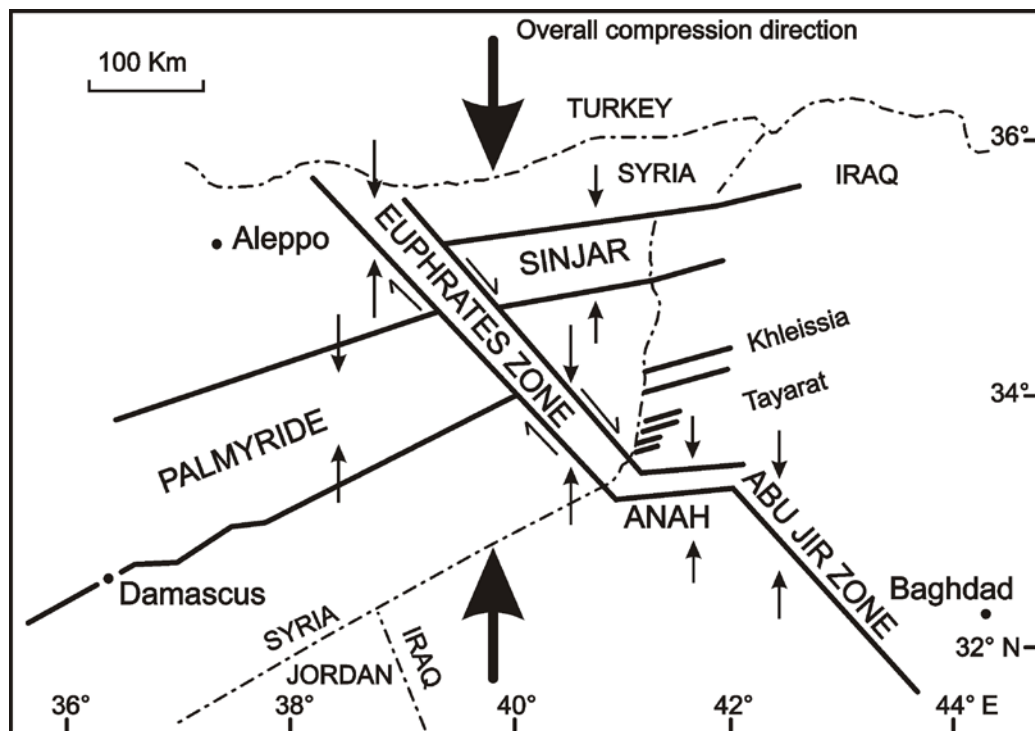 Overall compression direction
100 Km
TURKEY
36°
SYRIA
IRAQ
Aleppo
EUPHRATES ZONE
SINJAR
Khleissia
Tayarat
34°
PALMYRIDE
ANAH
ABU JIR ZONE
Damascus
Baghdad
SYRIA
IRAQ
JORDAN
32° N
36°
38°
40°
42°
44° E